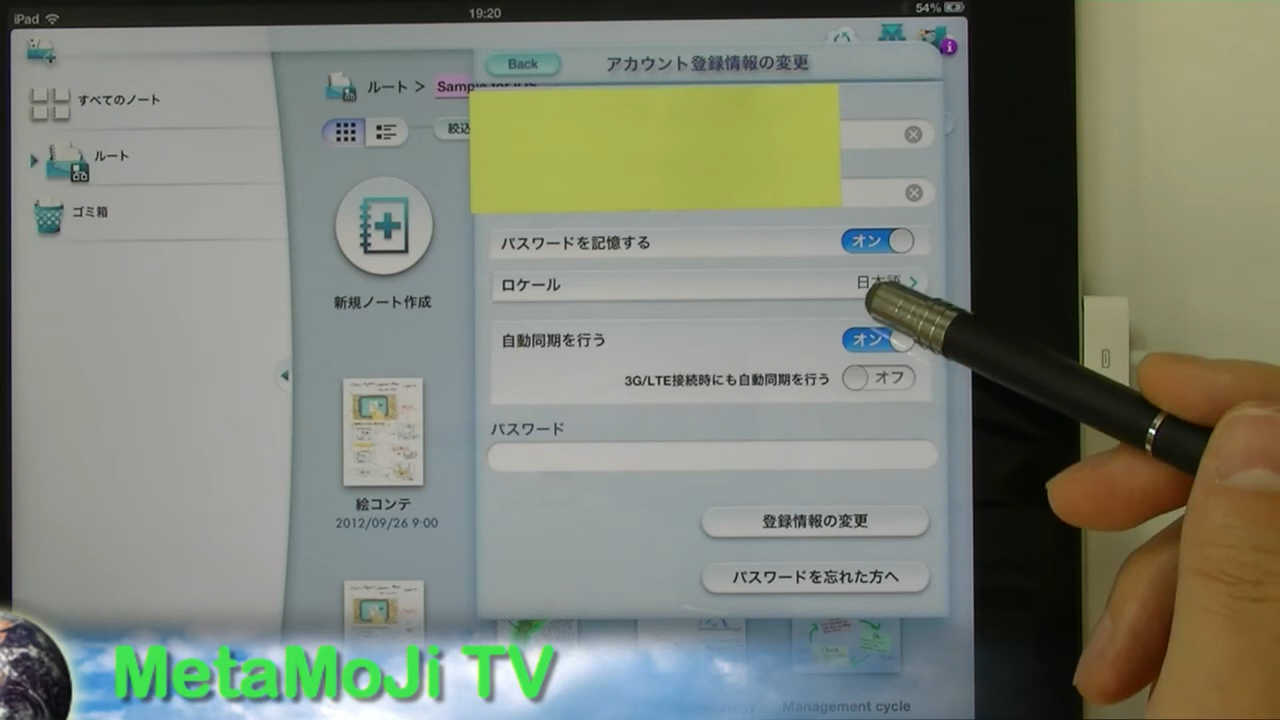 iPad
19:20
54%
Back
アカウント登録情報の変更
すべてのノート
ルート
ゴミ箱
ルート >
絞込
新規ノート作成
絵コンテ
2012/09/26 9:00
パスワードを記憶する
オン
ロケール
日本語
自動同期を行う
オン
3G/LTE接続時にも自動同期を行う
オフ
パスワード
登録情報の変更
パスワードを忘れた方へ
MetaMoJi TV
Management cycle